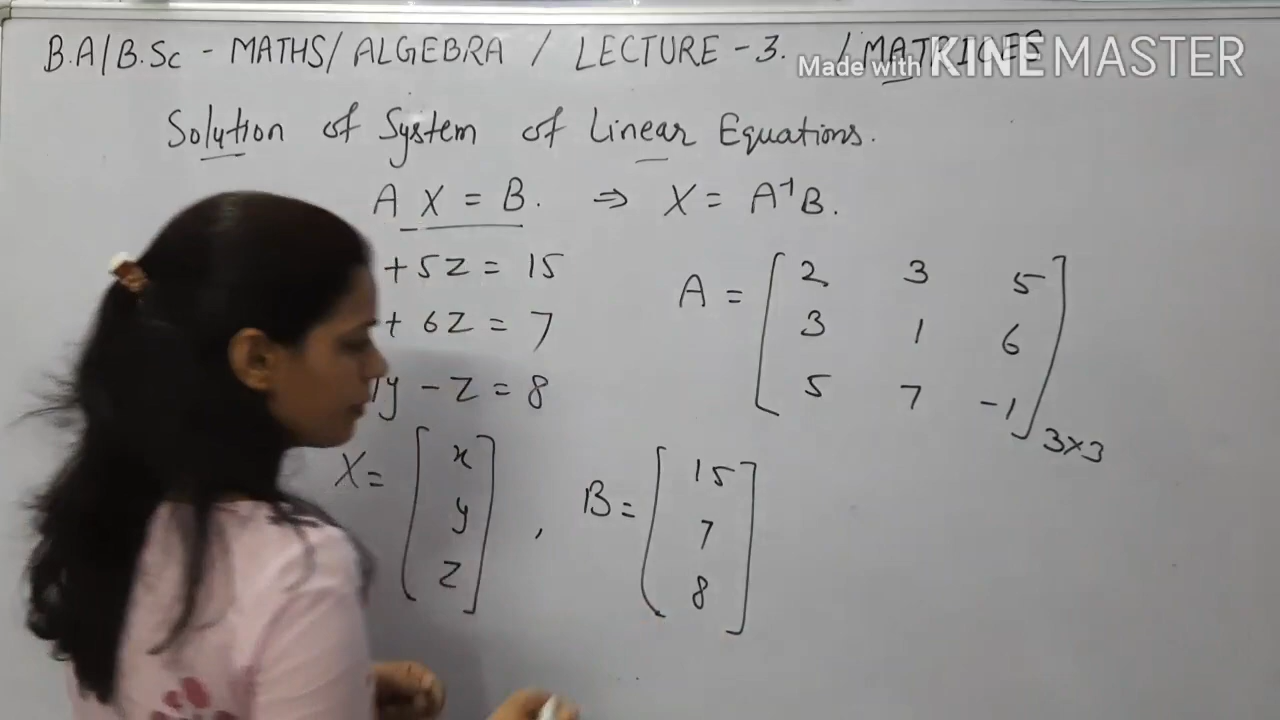 B.A/B.Sc - MATHS/ ALGEBRA / LECTURE - 3. / MATRICES
Made with KINEMASTER
Solution of System of Linear Equations.
A X = B. ⇒ X = A⁻¹B.
+ 5z = 15
+ 6z = 7
y - z = 8
A = [ 2 3 5
3 1 6
5 7 -1 ] 3×3
X = [ x
y
z ] ,
B = [ 15
7
8 ]